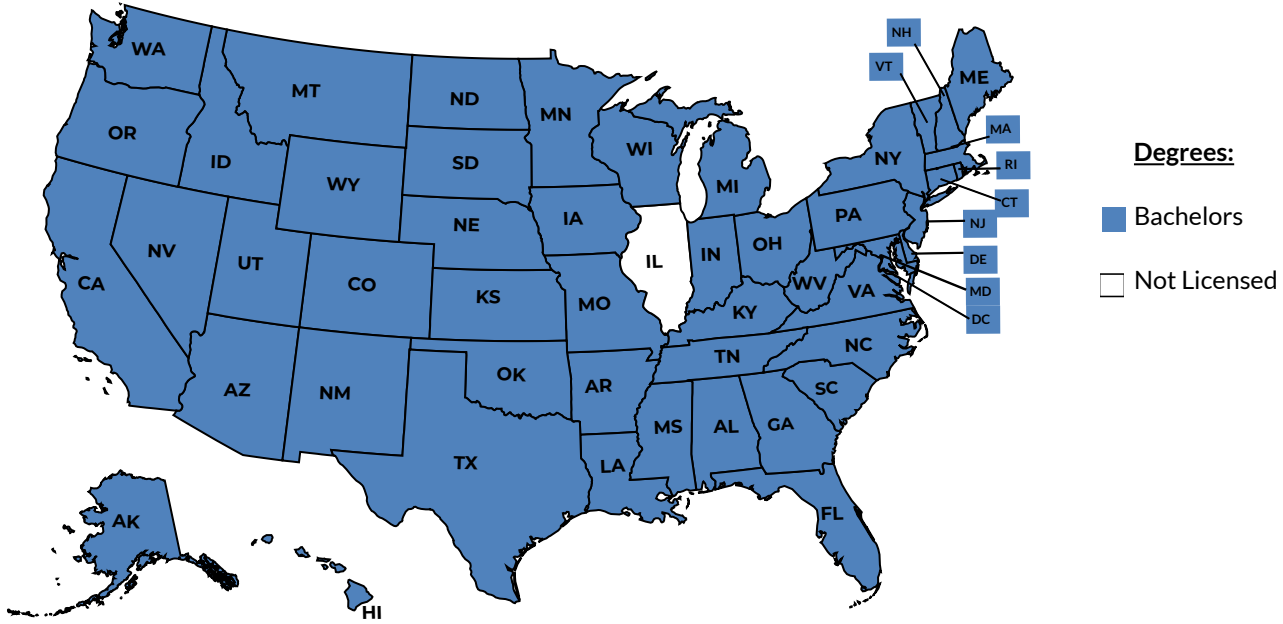 NH
WA
VT
ME
MT
ND
MN
OR
MA
WI
SD
NY
ID
RI
WY
MI
CT
IA
PA
NE
NJ
NV
OH
IN
UT
IL
DE
CO
CA
WV
MD
VA
KS
MO
KY
DC
NC
TN
OK
AR
SC
AZ
NM
GA
MS
AL
TX
LA
FL
AK
HI
Degrees:
Bachelors
Not Licensed